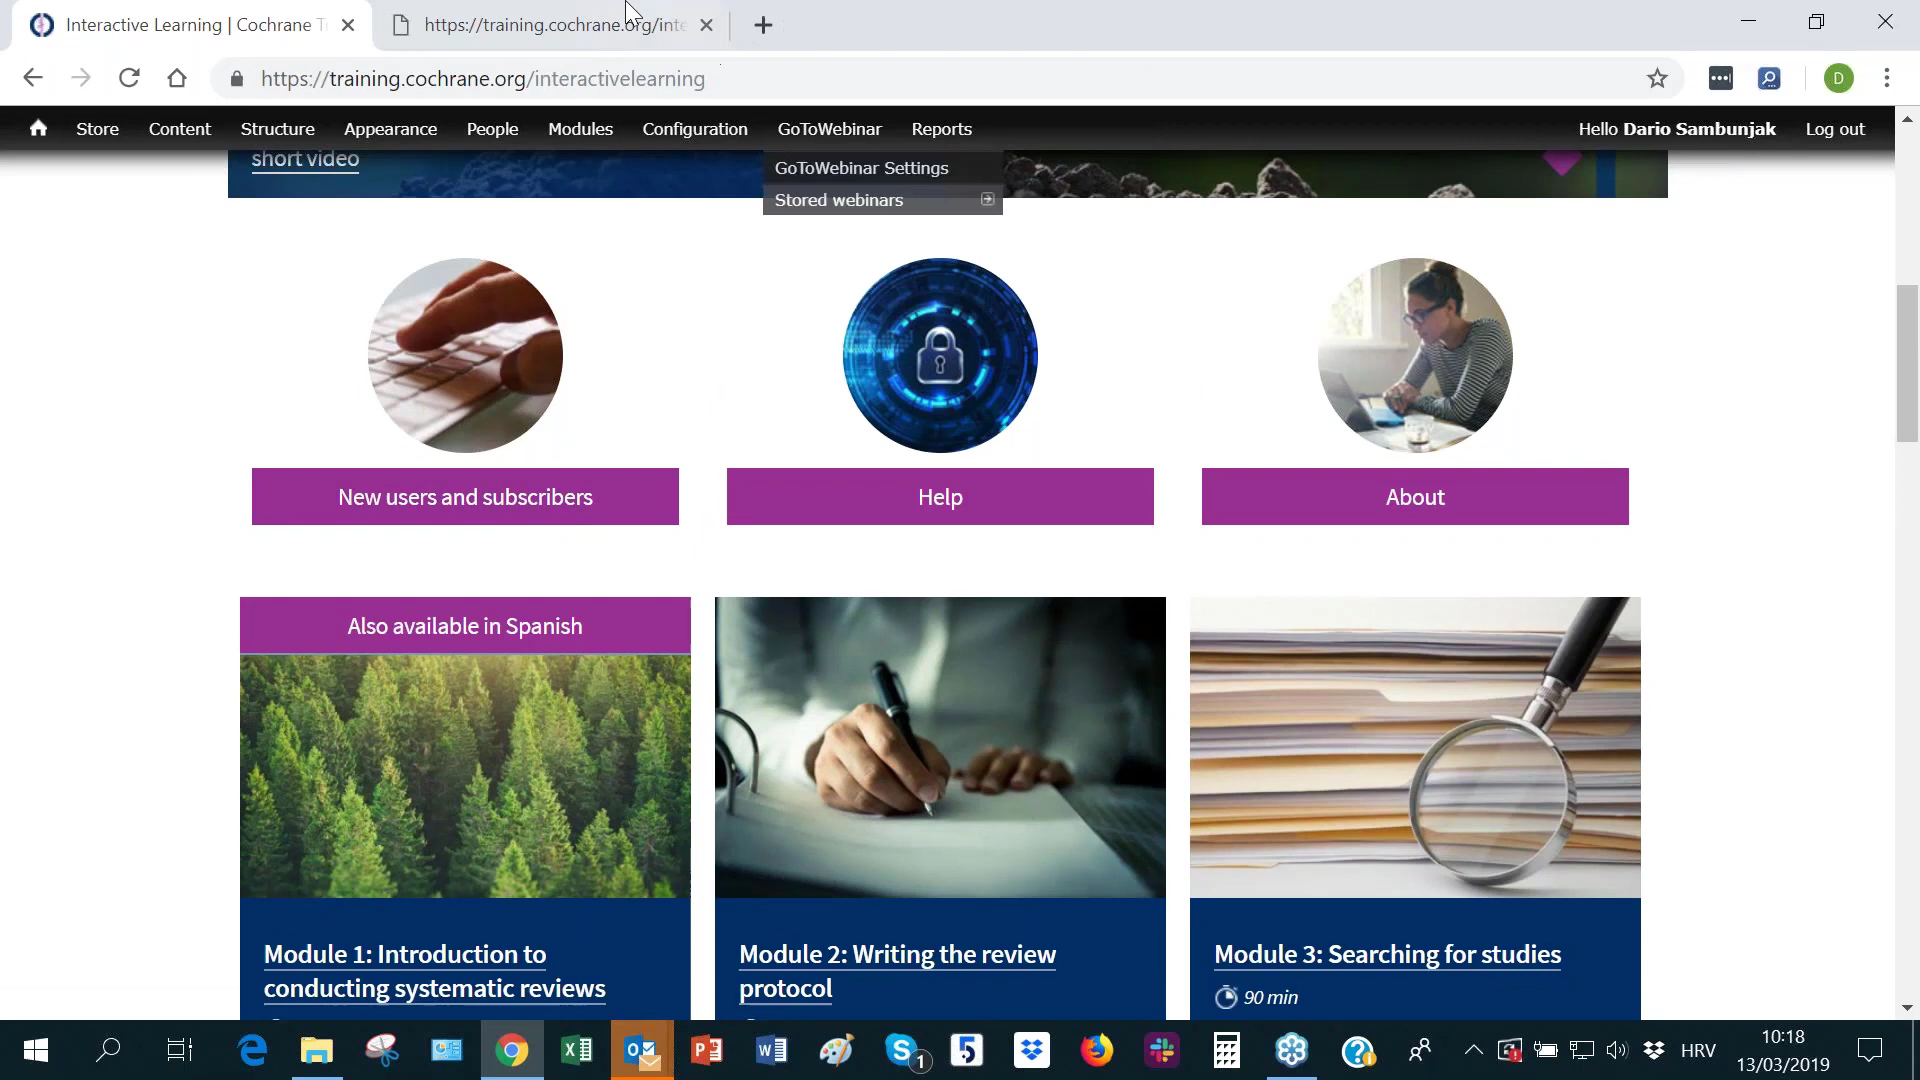 Interactive Learning | Cochrane T
https://training.cochrane.org/inte
https://training.cochrane.org/interactivelearning
D
Store Content Structure Appearance People Modules Configuration GoToWebinar Reports
Hello Dario Sambunjak Log out
short video
GoToWebinar Settings
Stored webinars
New users and subscribers
Help
About
Also available in Spanish
Module 1: Introduction to
conducting systematic reviews
Module 2: Writing the review
protocol
Module 3: Searching for studies
90 min
1
5
HRV
10:18
13/03/2019